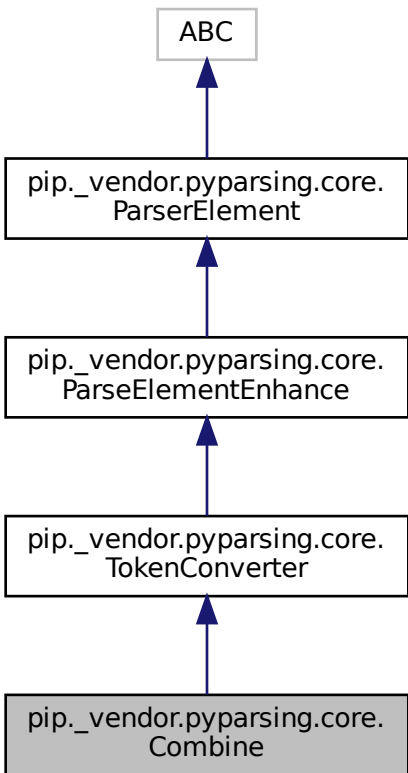 ABC
pip._vendor.pyparsing.core.
ParserElement
pip._vendor.pyparsing.core.
ParseElementEnhance
pip._vendor.pyparsing.core.
TokenConverter
pip._vendor.pyparsing.core.
Combine